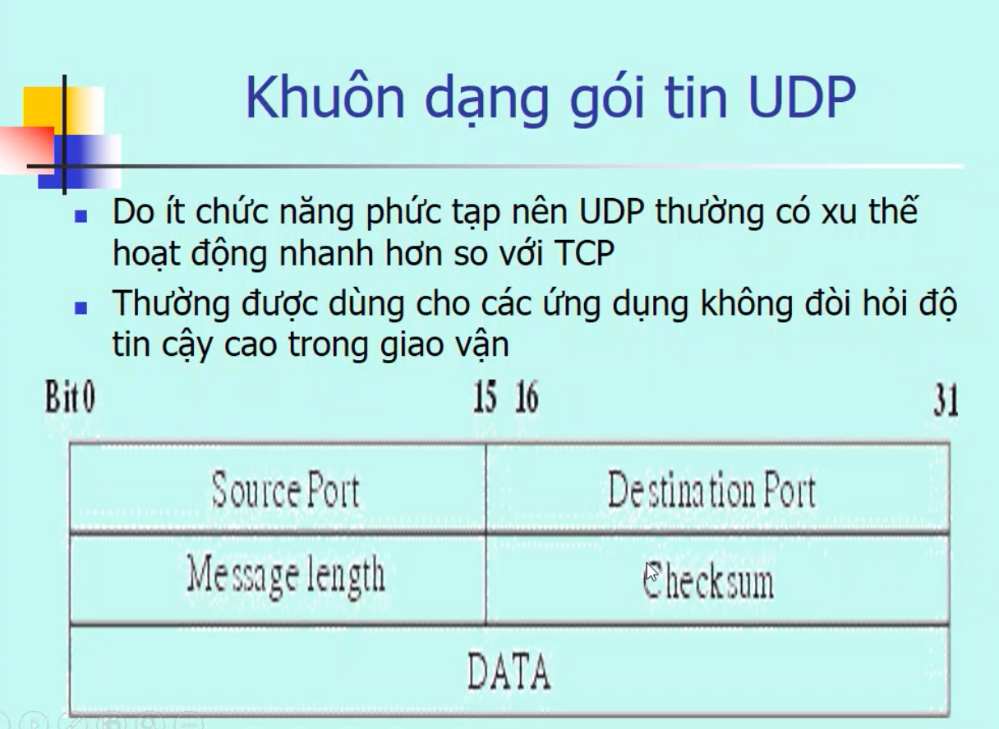 Khuôn dạng gói tin UDP
Do ít chức năng phức tạp nên UDP thường có xu thế
hoạt động nhanh hơn so với TCP
Thường được dùng cho các ứng dụng không đòi hỏi độ
tin cậy cao trong giao vận
Bit 0 15 16 31
Source Port Destination Port
Message length Checksum
DATA